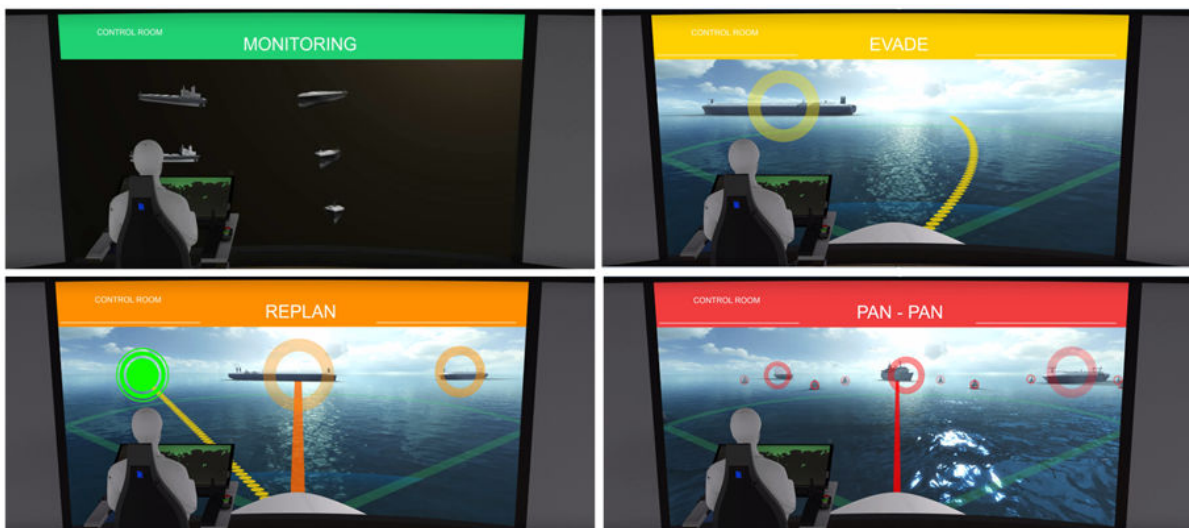 CONTROL ROOM
MONITORING
CONTROL ROOM
EVADE
CONTROL ROOM
REPLAN
CONTROL ROOM
PAN - PAN